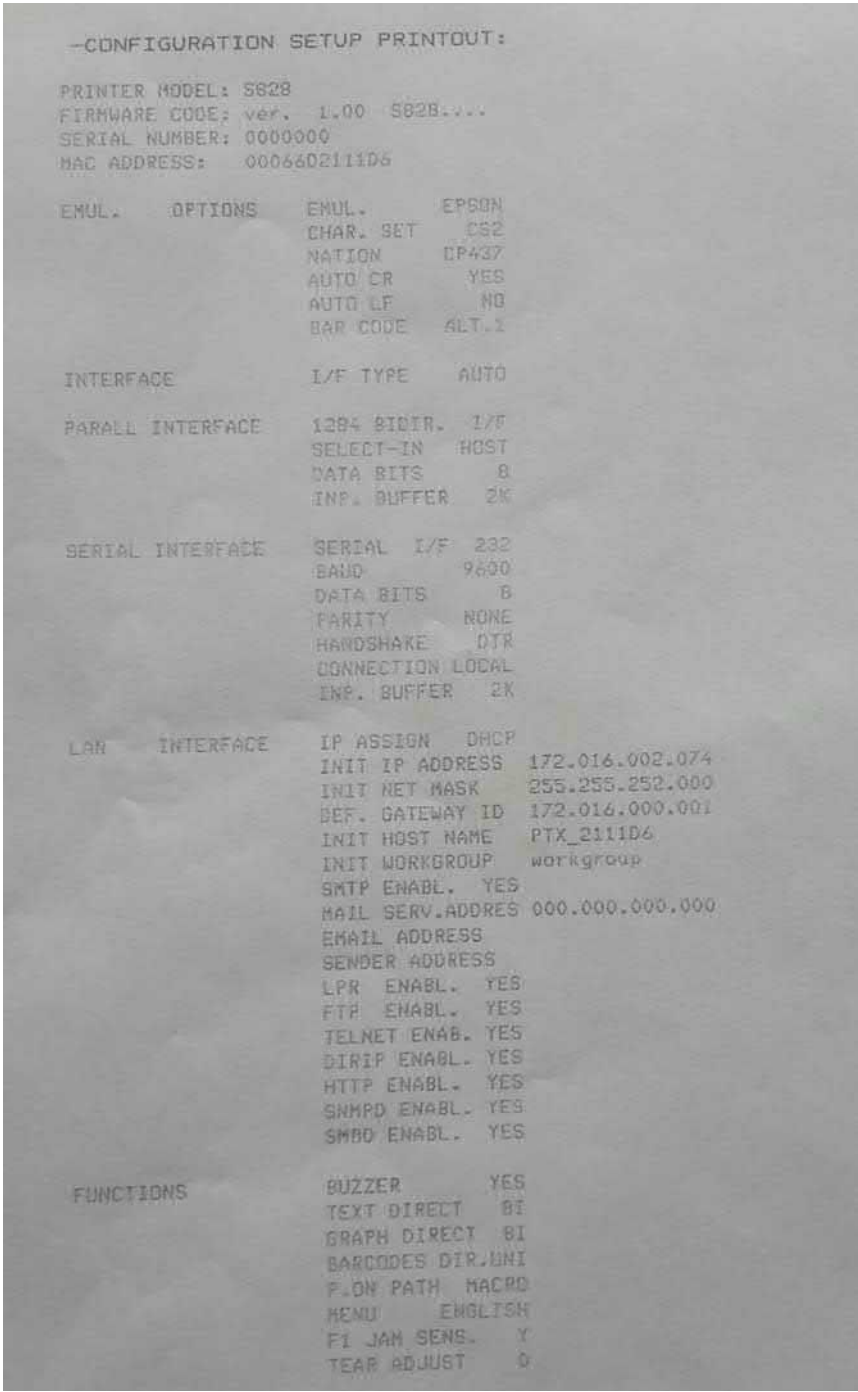 -CONFIGURATION SETUP PRINTOUT:
PRINTER MODEL: S828
FIRMWARE CODE: ver. 1.00 S828....
SERIAL NUMBER: 0000000
MAC ADDRESS: 00066D2111D6
EMUL. OPTIONS EMUL. EPSON
CHAR. SET CS2
NATION CP437
AUTO CR YES
AUTO LF NO
BAR CODE ALT.1
INTERFACE I/F TYPE AUTO
PARALL INTERFACE 1284 BIDIR. I/F
SELECT-IN HOST
DATA BITS 8
INP. BUFFER 2K
SERIAL INTERFACE SERIAL I/F 232
BAUD 9600
DATA BITS 8
PARITY NONE
HANDSHAKE DTR
CONNECTION LOCAL
INP. BUFFER 2K
LAN INTERFACE IP ASSIGN DHCP
INIT IP ADDRESS 172.016.002.074
INIT NET MASK 255.255.252.000
DEF. GATEWAY ID 172.016.000.001
INIT HOST NAME PTX_2111D6
INIT WORKGROUP workgroup
SMTP ENABL. YES
MAIL SERV.ADDRES 000.000.000.000
EMAIL ADDRESS
SENDER ADDRESS
LPR ENABL. YES
FTP ENABL. YES
TELNET ENAB. YES
DIRIP ENABL. YES
HTTP ENABL. YES
SNMPD ENABL. YES
SMBD ENABL. YES
FUNCTIONS BUZZER YES
TEXT DIRECT BI
GRAPH DIRECT BI
BARCODES DIR.UNI
P.ON PATH MACRO
MENU ENGLISH
F1 JAM SENS. Y
TEAR ADJUST 0